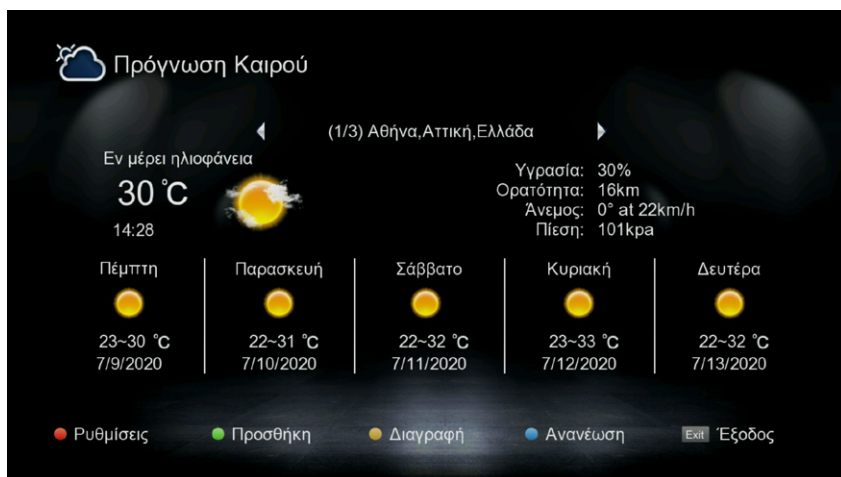 Πρόγνωση Καιρού
(1/3) Αθήνα,Αττική,Ελλάδα
Εν μέρει ηλιοφάνεια
30 °C
14:28
Υγρασία: 30%
Ορατότητα: 16km
Άνεμος: 0° at 22km/h
Πίεση: 101kpa
Πέμπτη Παρασκευή Σάββατο Κυριακή Δευτέρα
23~30 °C 22~31 °C 22~32 °C 23~33 °C 22~32 °C
7/9/2020 7/10/2020 7/11/2020 7/12/2020 7/13/2020
Ρυθμίσεις Προσθήκη Διαγραφή Ανανέωση Exit Έξοδος